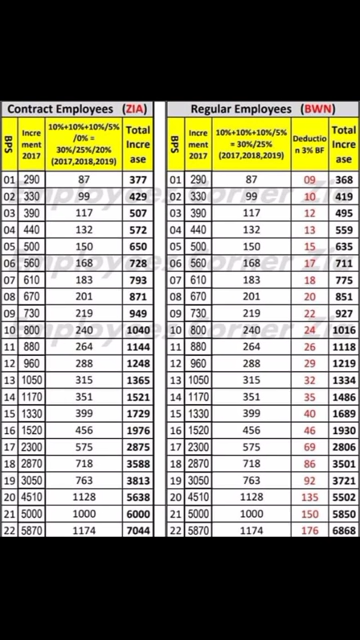 Contract Employees (ZIA)
BPS Increment 2017 10%+10%+10%/5%/0% = 30%/25%/20% (2017,2018,2019) Total Increase
01 290 87 377
02 330 99 429
03 390 117 507
04 440 132 572
05 500 150 650
06 560 168 728
07 610 183 793
08 670 201 871
09 730 219 949
10 800 240 1040
11 880 264 1144
12 960 288 1248
13 1050 315 1365
14 1170 351 1521
15 1330 399 1729
16 1520 456 1976
17 2300 575 2875
18 2870 718 3588
19 3050 763 3813
20 4510 1128 5638
21 5000 1000 6000
22 5870 1174 7044
Regular Employees (BWN)
BPS Increment 2017 10%+10%+10%/5% = 30%/25% (2017,2018,2019) Deduction 3% BF Total Increase
01 290 87 09 368
02 330 99 10 419
03 390 117 12 495
04 440 132 13 559
05 500 150 15 635
06 560 168 17 711
07 610 183 18 775
08 670 201 20 851
09 730 219 22 927
10 800 240 24 1016
11 880 264 26 1118
12 960 288 29 1219
13 1050 315 32 1334
14 1170 351 35 1486
15 1330 399 40 1689
16 1520 456 46 1930
17 2300 575 69 2806
18 2870 718 86 3501
19 3050 763 92 3721
20 4510 1128 135 5502
21 5000 1000 150 5850
22 5870 1174 176 6868